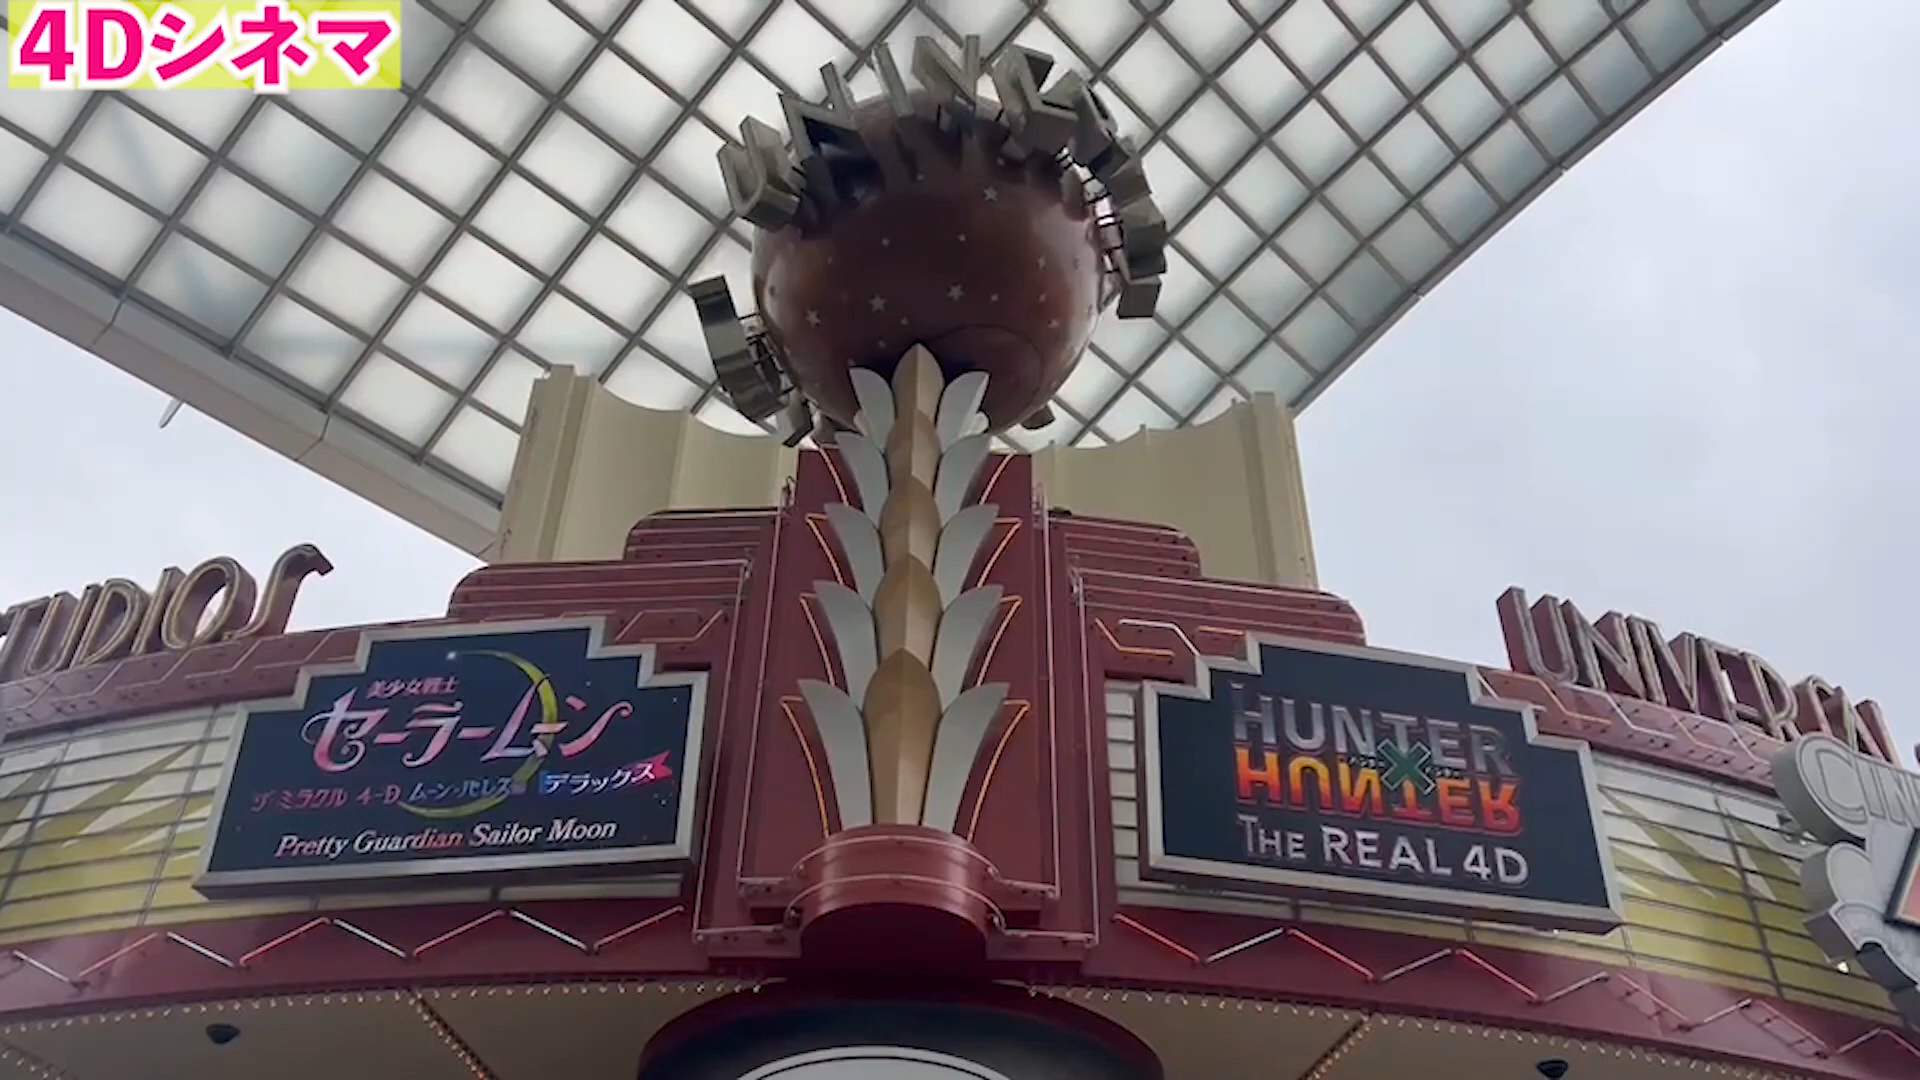 4Dシネマ
UNIVERSAL
STUDIOS
UNIVERSAL
美少女戦士
セーラームーン
ザ・ミラクル 4-D ムーン・パレス編 デラックス
Pretty Guardian Sailor Moon
HUNTER
HUNTER
THE REAL 4D